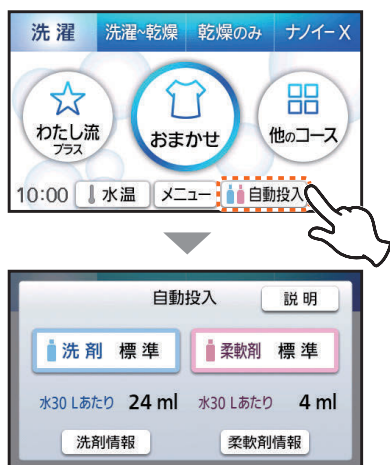 洗濯 洗濯~乾燥 乾燥のみ ナノイーX
わたし流
プラス
おまかせ
他のコース
10:00 水温 メニュー 自動投入
自動投入 説明
洗剤 標準 柔軟剤 標準
水30 Lあたり 24 ml 水30 Lあたり 4 ml
洗剤情報 柔軟剤情報